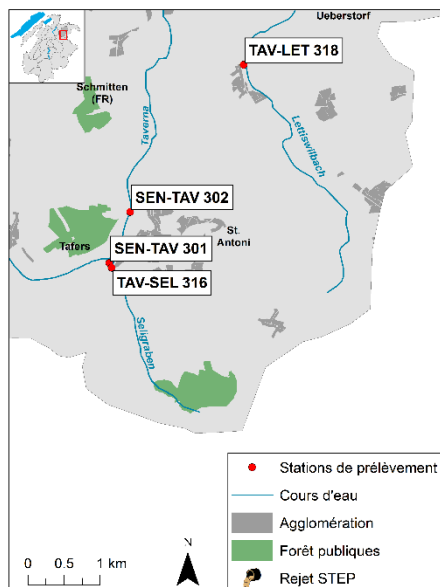 Ueberstorf
TAV-LET 318
Schmitten
(FR)
Taverna
Lettiswilbach
SEN-TAV 302
St.
Antoni
Tafers
SEN-TAV 301
TAV-SEL 316
Seligraben
Stations de prélèvement
Cours d'eau
Agglomération
Forêt publiques
Rejet STEP
N
0 0.5 1 km